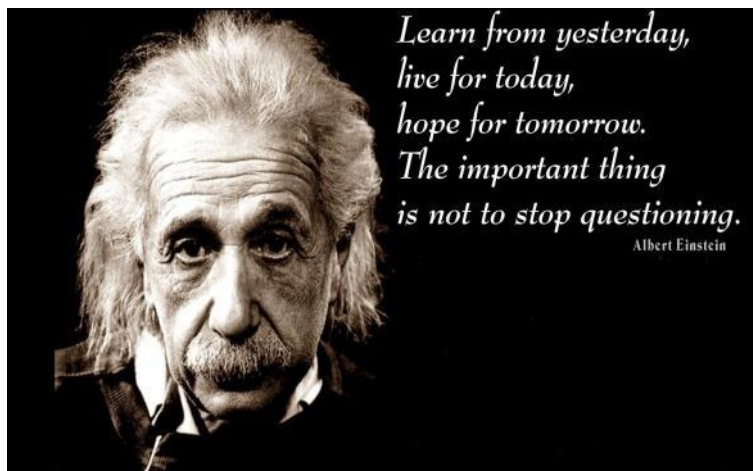 Learn from yesterday,
live for today,
hope for tomorrow.
The important thing
is not to stop questioning.
Albert Einstein